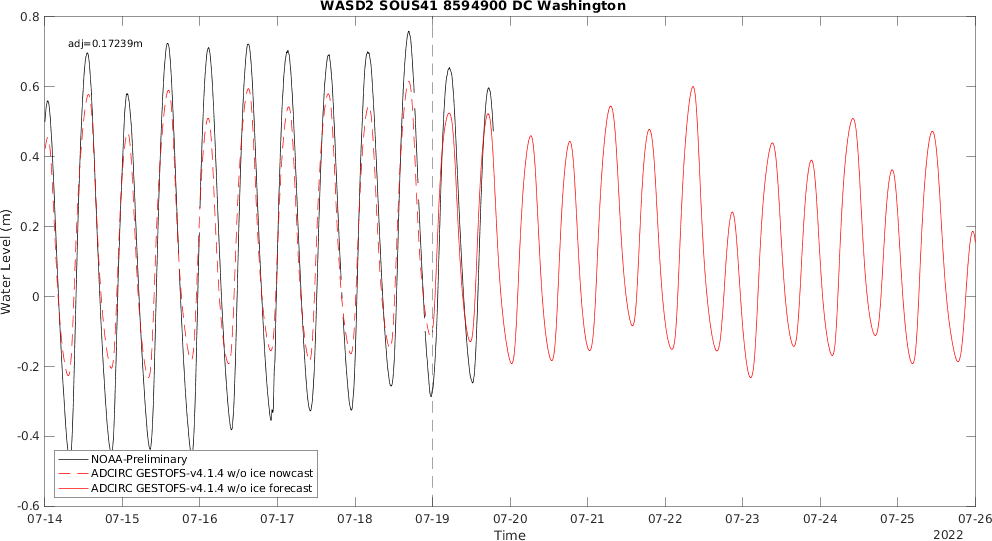 WASD2 SOUS41 8594900 DC Washington
adj=0.17239m
0.8
0.6
0.4
0.2
0
-0.2
-0.4
-0.6
Water Level (m)
NOAA-Preliminary
ADCIRC GESTOFS-v4.1.4 w/o ice nowcast
ADCIRC GESTOFS-v4.1.4 w/o ice forecast
07-14 07-15 07-16 07-17 07-18 07-19 07-20 07-21 07-22 07-23 07-24 07-25 07-26
Time
2022